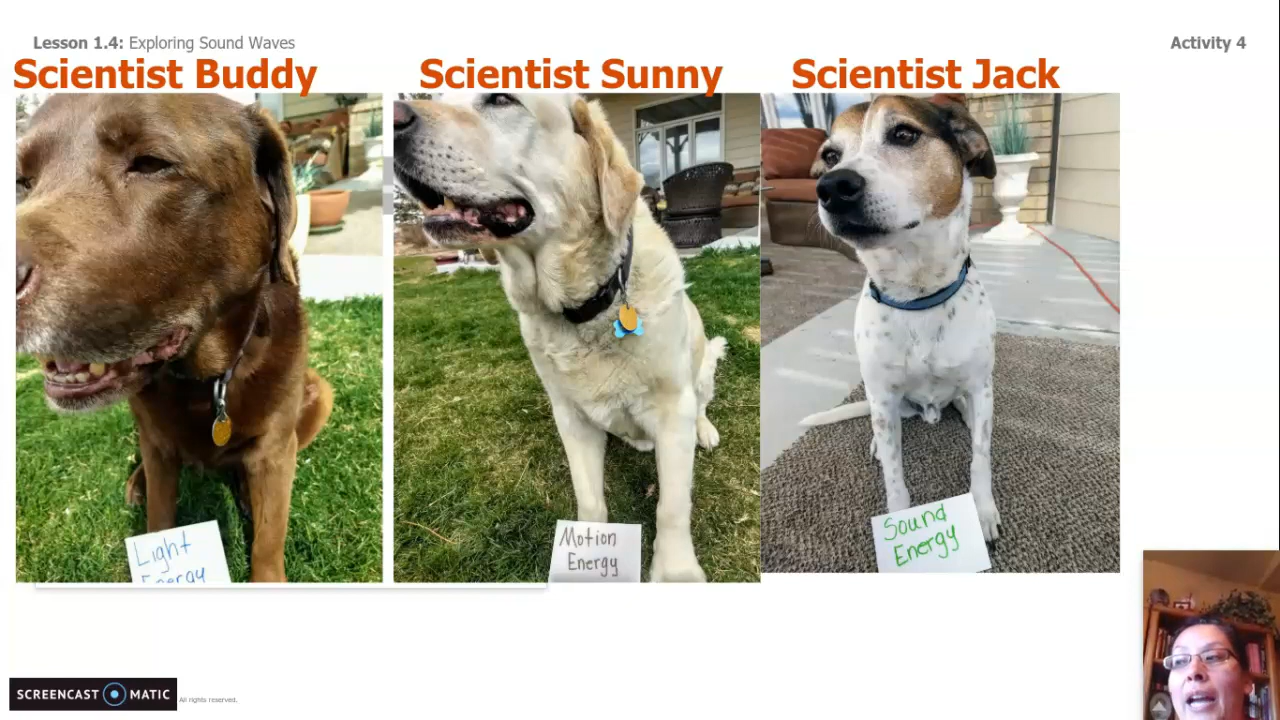 Lesson 1.4: Exploring Sound Waves
Activity 4
Scientist Buddy
Scientist Sunny
Scientist Jack
Light
Energy
Motion
Energy
Sound
Energy
SCREENCAST MATIC
All rights reserved.